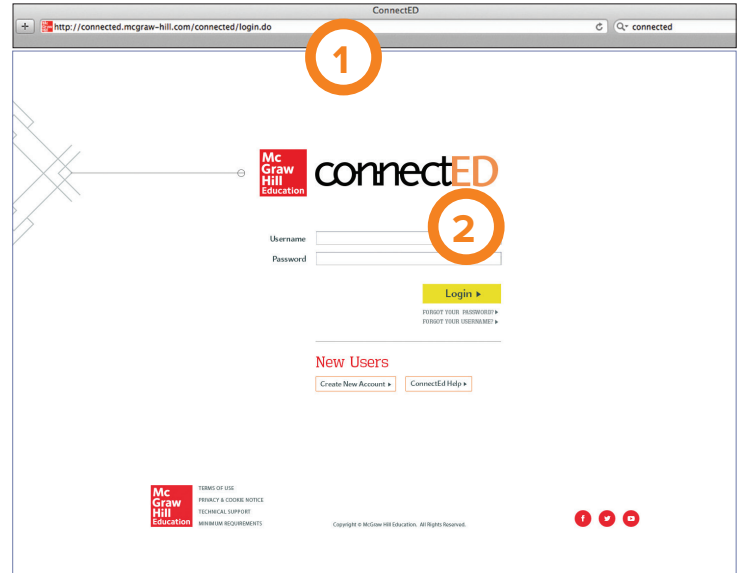 ConnectED
+ http://connected.mcgraw-hill.com/connected/login.do connected
1
Mc
Graw
Hill
Education
connectED
2
Username
Password
Login
FORGOT YOUR PASSWORD?
FORGOT YOUR USERNAME?
New Users
Create New Account ConnectEd Help
Mc
Graw
Hill
Education
TERMS OF USE
PRIVACY & COOKIE NOTICE
TECHNICAL SUPPORT
MINIMUM REQUIREMENTS
Copyright © McGraw Hill Education. All Rights Reserved.